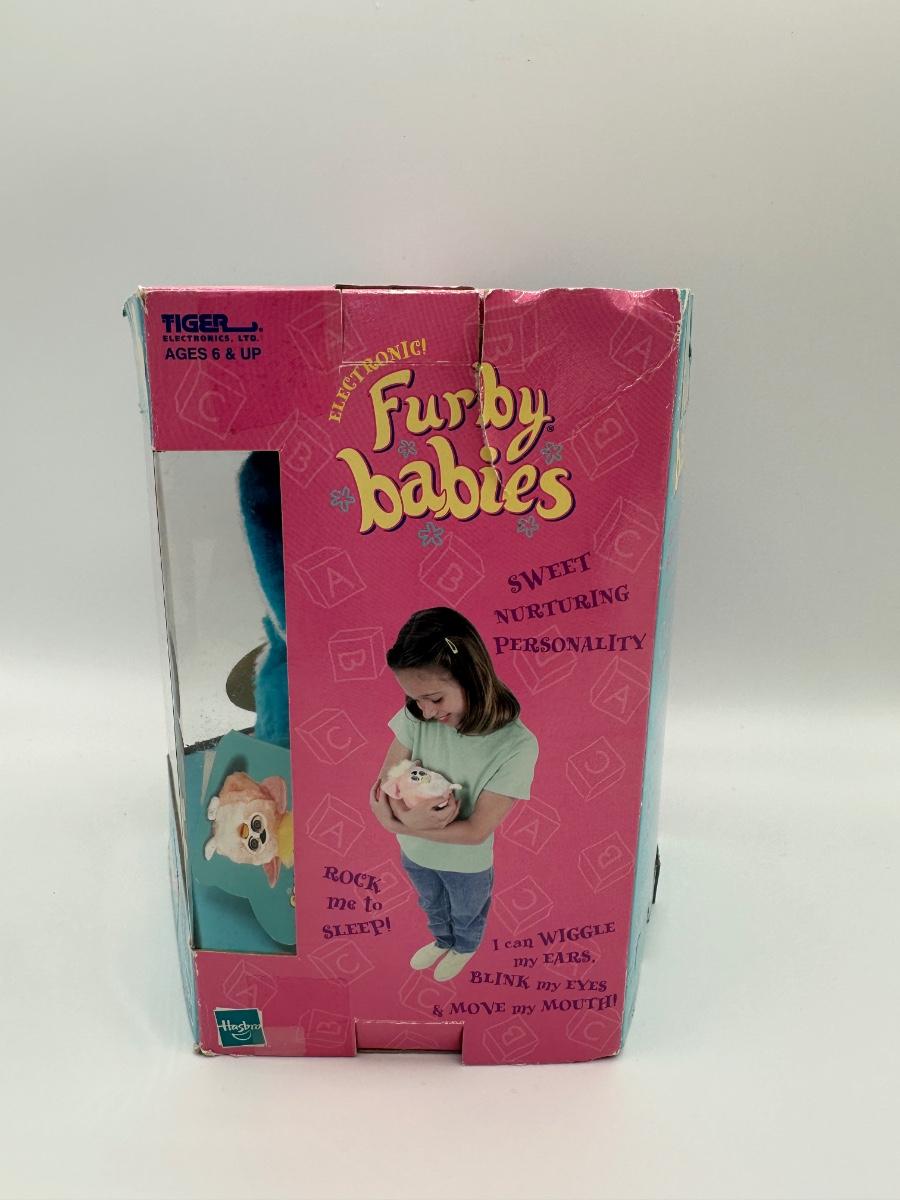 TIGER®
ELECTRONICS, LTD.
AGES 6 & UP
ELECTRONIC!
Furby®
babies
SWEET
NURTURING
PERSONALITY
ROCK
me to
SLEEP!
I can WIGGLE
my EARS,
BLINK my EYES
& MOVE my MOUTH!
Hasbro